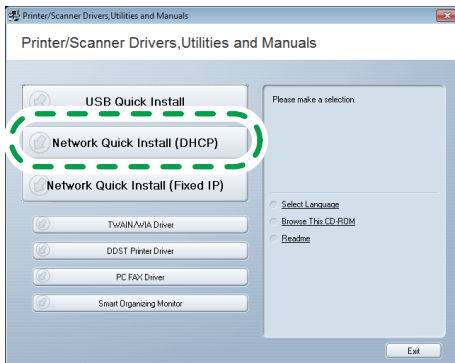 Printer/Scanner Drivers,Utilities and Manuals
Printer/Scanner Drivers,Utilities and Manuals
USB Quick Install
Network Quick Install (DHCP)
Network Quick Install (Fixed IP)
TWAIN/WIA Driver
DDST Printer Driver
PC FAX Driver
Smart Organizing Monitor
Please make a selection.
Select Language
Browse This CD-ROM
Readme
Exit